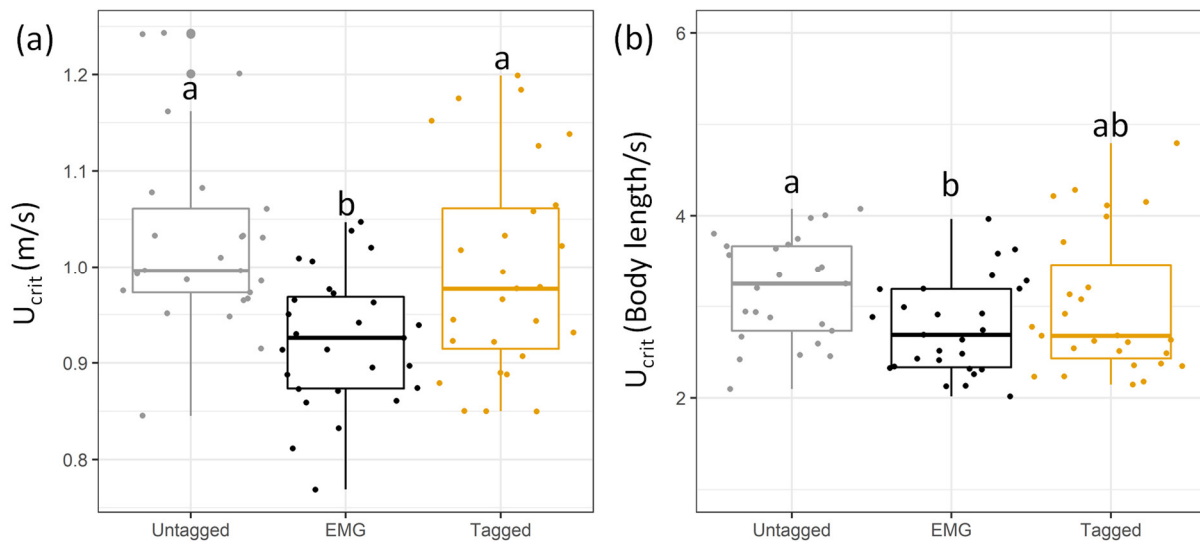 (a)
U_crit (m/s)
1.2
1.1
1.0
0.9
0.8
a
b
a
Untagged EMG Tagged
(b)
U_crit (Body length/s)
6
4
2
a
b
ab
Untagged EMG Tagged